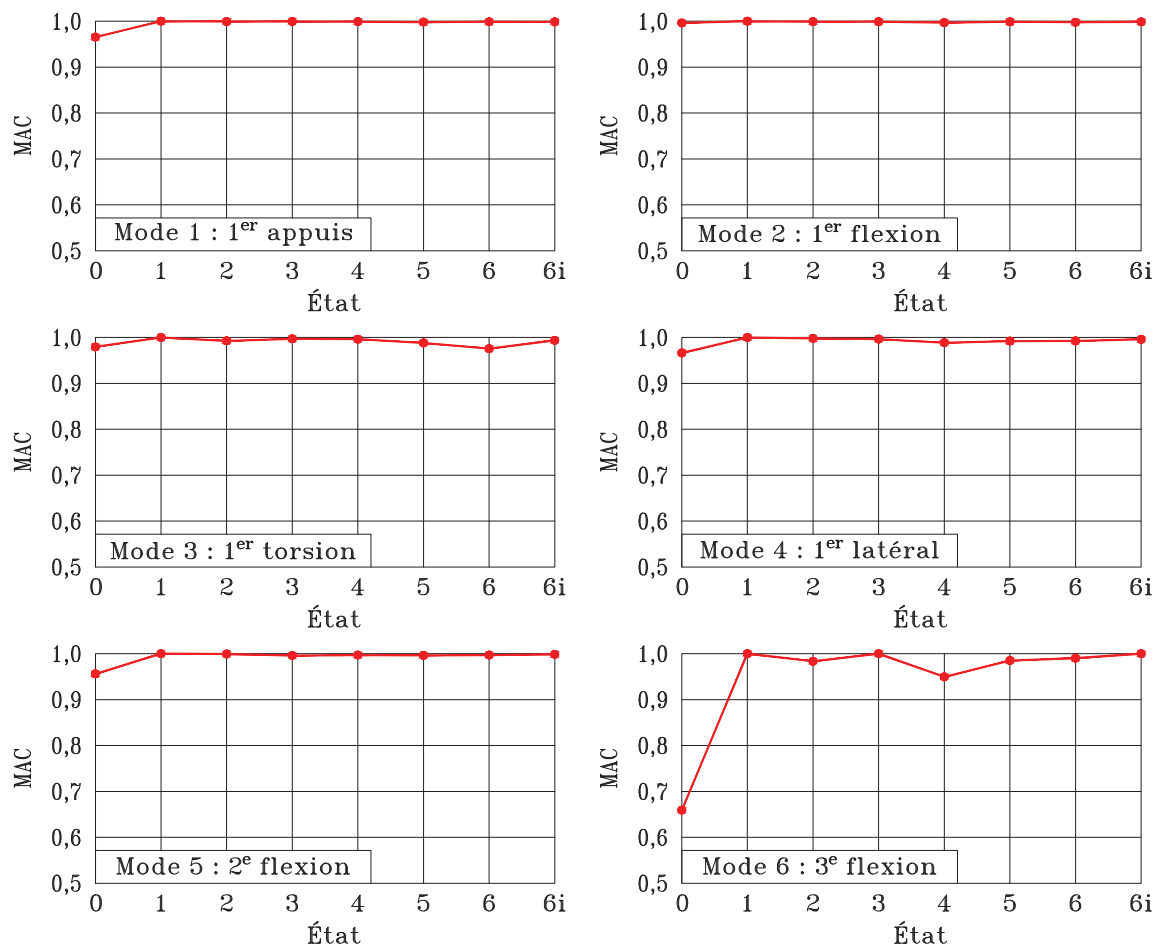 1,0
0,9
0,8
0,7
0,6
0,5
MAC
Mode 1 : 1er appuis
0 1 2 3 4 5 6 6i
État
1,0
0,9
0,8
0,7
0,6
0,5
MAC
Mode 2 : 1er flexion
0 1 2 3 4 5 6 6i
État
1,0
0,9
0,8
0,7
0,6
0,5
MAC
Mode 3 : 1er torsion
0 1 2 3 4 5 6 6i
État
1,0
0,9
0,8
0,7
0,6
0,5
MAC
Mode 4 : 1er latéral
0 1 2 3 4 5 6 6i
État
1,0
0,9
0,8
0,7
0,6
0,5
MAC
Mode 5 : 2e flexion
0 1 2 3 4 5 6 6i
État
1,0
0,9
0,8
0,7
0,6
0,5
MAC
Mode 6 : 3e flexion
0 1 2 3 4 5 6 6i
État